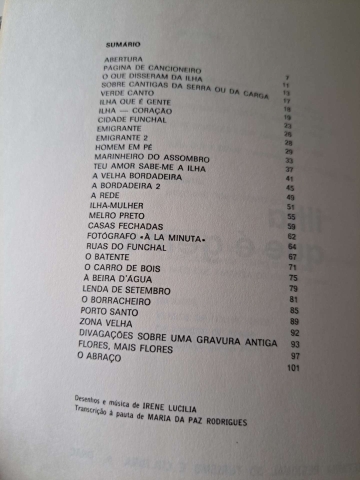 SUMÁRIO
ABERTURA 7
PÁGINA DE CANCIONEIRO 11
O QUE DISSERAM DA ILHA 13
SOBRE CANTIGAS DA SERRA OU DA CARGA 17
VERDE CANTO 18
ILHA QUE É GENTE 19
ILHA — CORAÇÃO 23
CIDADE FUNCHAL 26
EMIGRANTE 28
EMIGRANTE 2 29
HOMEM EM PÉ 33
MARINHEIRO DO ASSOMBRO 37
TEU AMOR SABE-ME A ILHA 41
A VELHA BORDADEIRA 45
A BORDADEIRA 2 49
A REDE 51
ILHA-MULHER 55
MELRO PRETO 59
CASAS FECHADAS 62
FOTÓGRAFO «À LA MINUTA» 64
RUAS DO FUNCHAL 67
O BATENTE 71
O CARRO DE BOIS 75
À BEIRA D'ÁGUA 79
LENDA DE SETEMBRO 81
O BORRACHEIRO 85
PORTO SANTO 89
ZONA VELHA 92
DIVAGAÇÕES SOBRE UMA GRAVURA ANTIGA 93
FLORES, MAIS FLORES 97
O ABRAÇO 101
Desenhos e música de IRENE LUCILIA
Transcrição à pauta de MARIA DA PAZ RODRIGUES